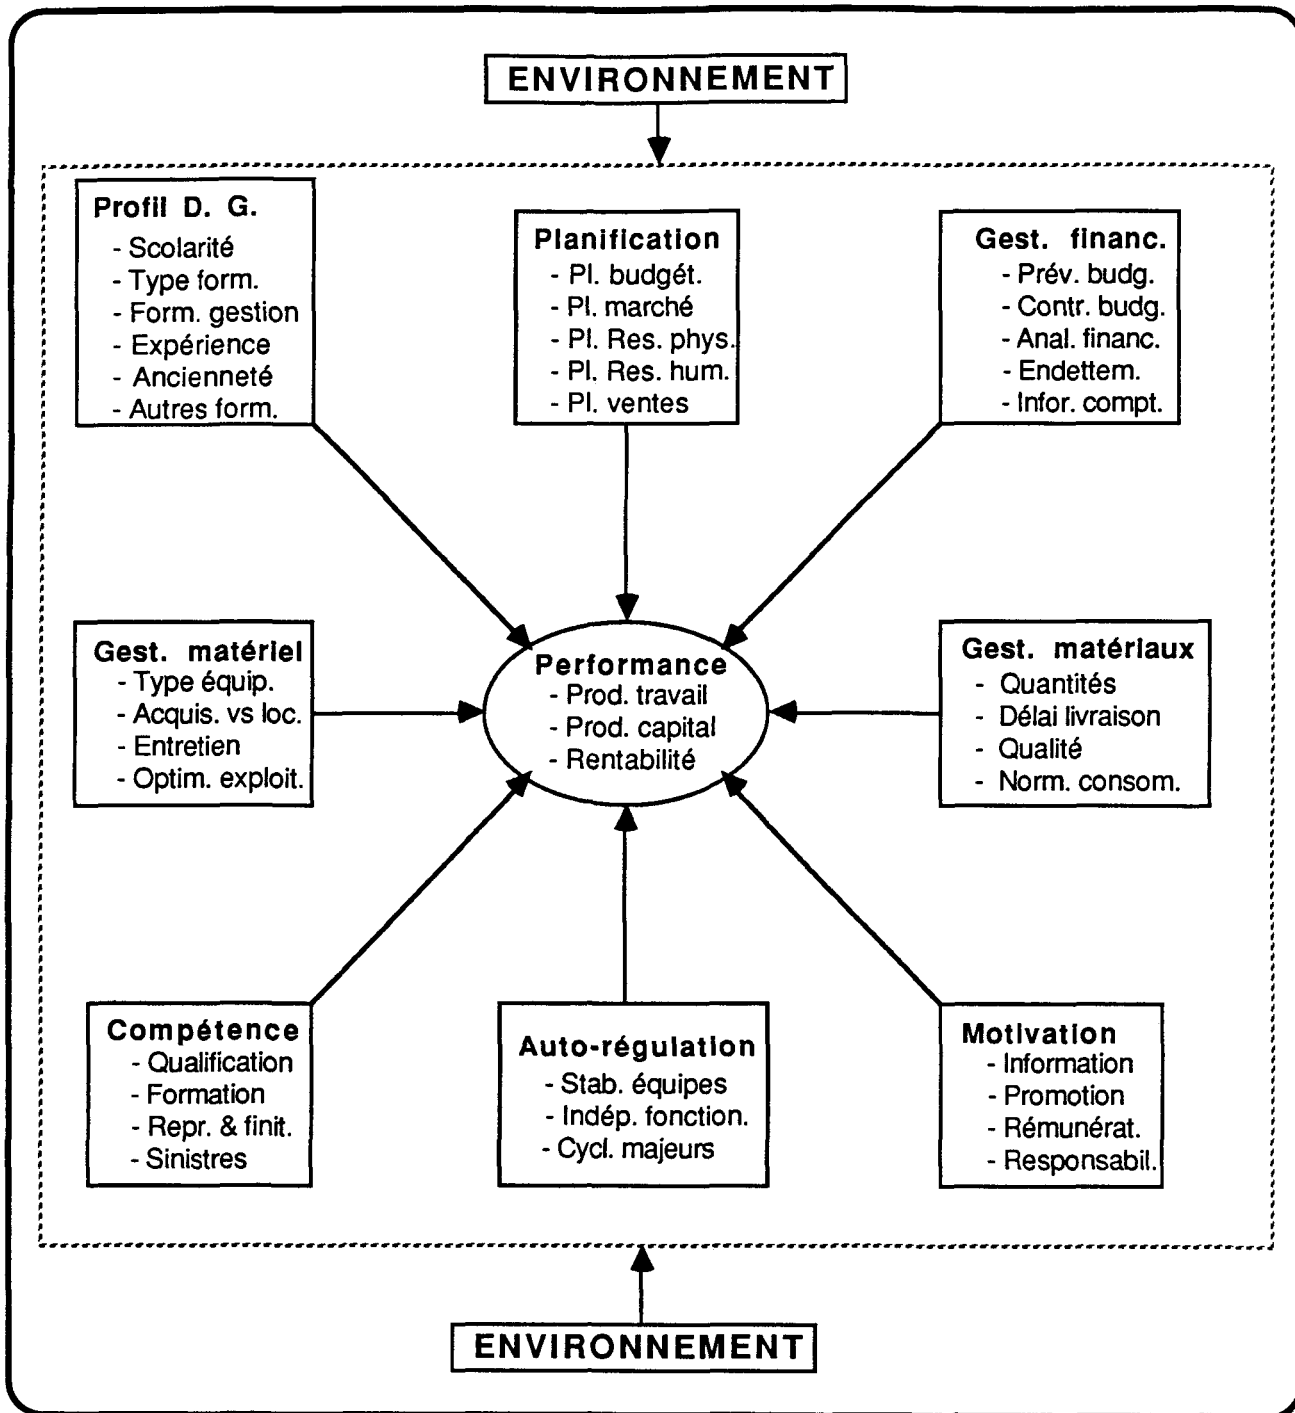 ENVIRONNEMENT
Profil D. G.
- Scolarité
- Type form.
- Form. gestion
- Expérience
- Ancienneté
- Autres form.
Planification
- Pl. budgét.
- Pl. marché
- Pl. Res. phys.
- Pl. Res. hum.
- Pl. ventes
Gest. financ.
- Prév. budg.
- Contr. budg.
- Anal. financ.
- Endettem.
- Infor. compt.
Gest. matériel
- Type équip.
- Acquis. vs loc.
- Entretien
- Optim. exploit.
Performance
- Prod. travail
- Prod. capital
- Rentabilité
Gest. matériaux
- Quantités
- Délai livraison
- Qualité
- Norm. consom.
Compétence
- Qualification
- Formation
- Repr. & finit.
- Sinistres
Auto-régulation
- Stab. équipes
- Indép. fonction.
- Cycl. majeurs
Motivation
- Information
- Promotion
- Rémunérat.
- Responsabil.
ENVIRONNEMENT